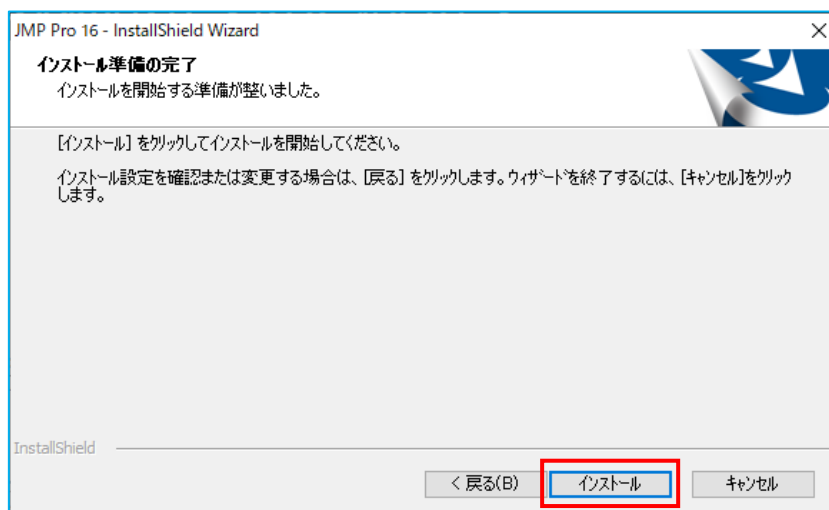 JMP Pro 16 - InstallShield Wizard
インストール準備の完了
インストールを開始する準備が整いました。
[インストール] をクリックしてインストールを開始してください。
インストール設定を確認または変更する場合は、[戻る] をクリックします。ウィザードを終了するには、[キャンセル]をクリック
します。
InstallShield
< 戻る(B)
インストール
キャンセル